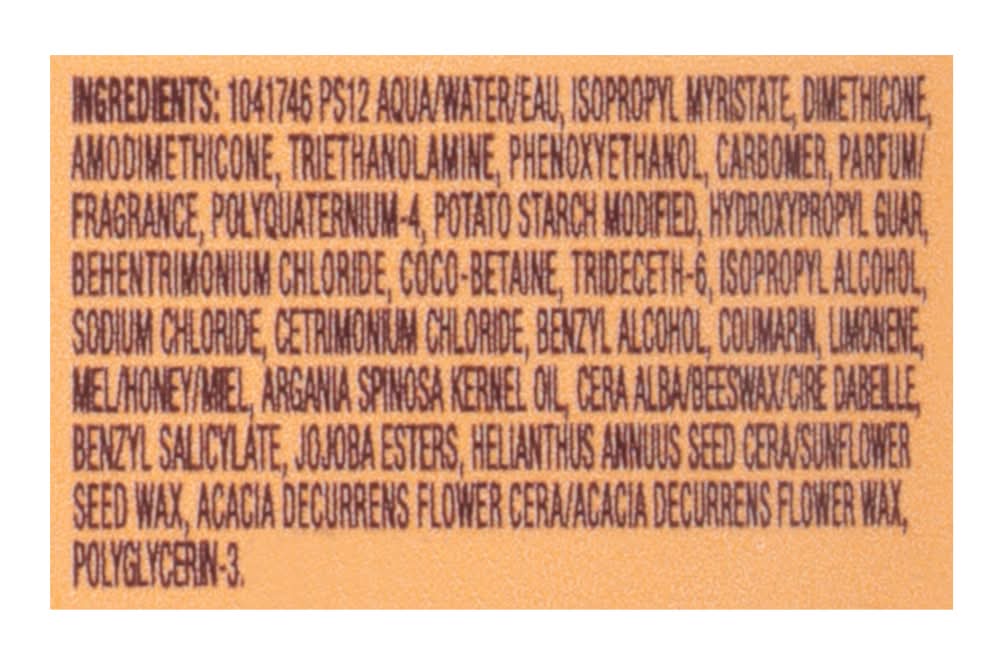 INGREDIENTS: 1041746 PS12 AQUA/WATER/EAU, ISOPROPYL MYRISTATE, DIMETHICONE,
AMODIMETHICONE, TRIETHANOLAMINE, PHENOXYETHANOL, CARBOMER, PARFUM/
FRAGRANCE, POLYQUATERNIUM-4, POTATO STARCH MODIFIED, HYDROXYPROPYL GUAR,
BEHENTRIMONIUM CHLORIDE, COCO-BETAINE, TRIDECETH-6, ISOPROPYL ALCOHOL,
SODIUM CHLORIDE, CETRIMONIUM CHLORIDE, BENZYL ALCOHOL, COUMARIN, LIMONENE,
MEL/HONEY/MIEL, ARGANIA SPINOSA KERNEL OIL, CERA ALBA/BEESWAX/CIRE DABEILLE,
BENZYL SALICYLATE, JOJOBA ESTERS, HELIANTHUS ANNUUS SEED CERA/SUNFLOWER
SEED WAX, ACACIA DECURRENS FLOWER CERA/ACACIA DECURRENS FLOWER WAX,
POLYGLYCERIN-3.